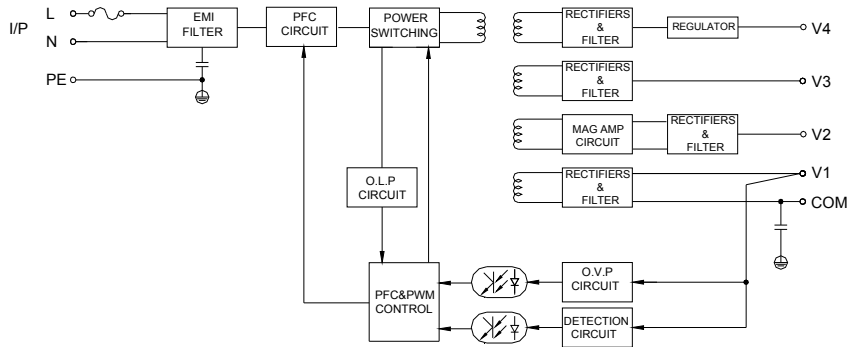 I/P
L
N
PE
EMI
FILTER
PFC
CIRCUIT
POWER
SWITCHING
RECTIFIERS
&
FILTER
REGULATOR
V4
RECTIFIERS
&
FILTER
V3
MAG AMP
CIRCUIT
RECTIFIERS
&
FILTER
V2
RECTIFIERS
&
FILTER
V1
COM
O.L.P
CIRCUIT
PFC&PWM
CONTROL
O.V.P
CIRCUIT
DETECTION
CIRCUIT